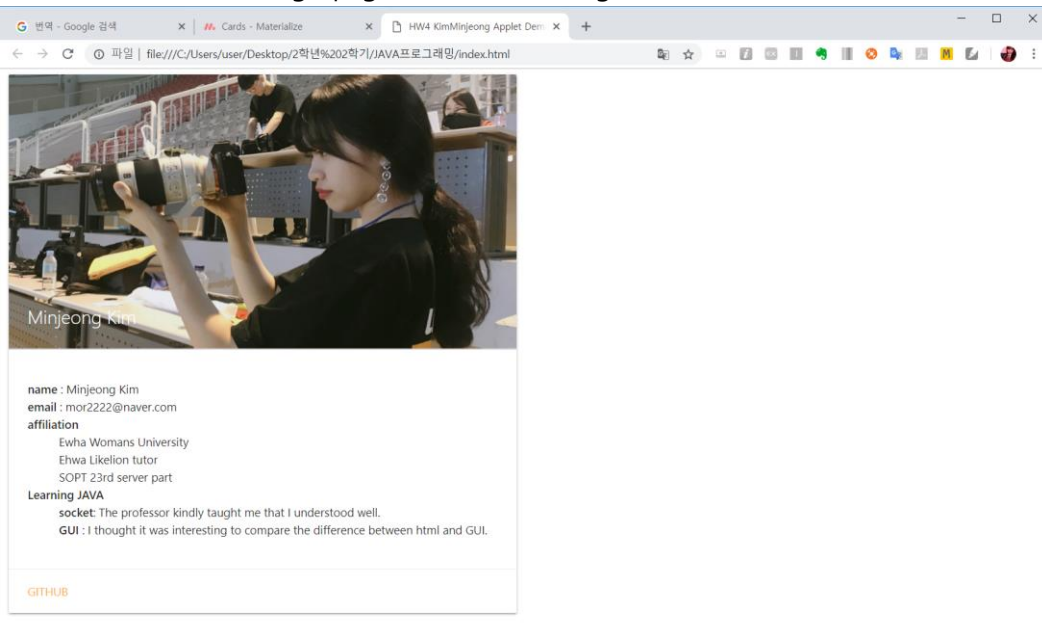 번역 - Google 검색
Cards - Materialize
HW4 KimMinjeong Applet Dem
파일 | file:///C:/Users/user/Desktop/2학년%202학기/JAVA프로그래밍/index.html
Minjeong Kim
name : Minjeong Kim
email : mor2222@naver.com
affiliation
Ewha Womans University
Ehwa Likelion tutor
SOPT 23rd server part
Learning JAVA
socket: The professor kindly taught me that I understood well.
GUI : I thought it was interesting to compare the difference between html and GUI.
GITHUB